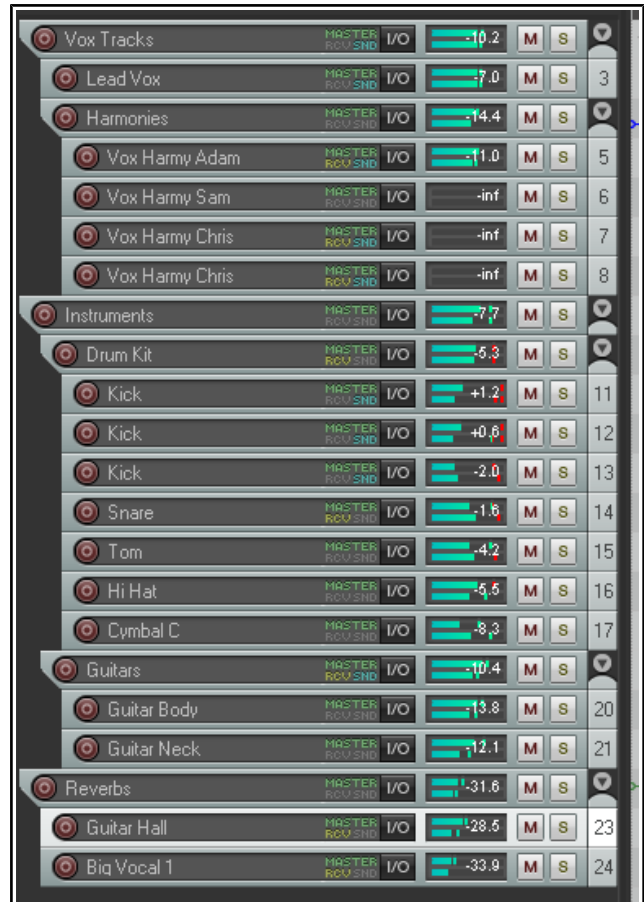 Vox Tracks MASTER RCV SND I/O -10.2 M S
Lead Vox MASTER RCV SND I/O -7.0 M S 3
Harmonies MASTER RCV SND I/O -14.4 M S
Vox Harmy Adam MASTER RCV SND I/O -11.0 M S 5
Vox Harmy Sam MASTER RCV SND I/O -inf M S 6
Vox Harmy Chris MASTER RCV SND I/O -inf M S 7
Vox Harmy Chris MASTER RCV SND I/O -inf M S 8
Instruments MASTER RCV SND I/O -7.7 M S
Drum Kit MASTER RCV SND I/O -5.3 M S
Kick MASTER RCV SND I/O +1.2 M S 11
Kick MASTER RCV SND I/O +0.6 M S 12
Kick MASTER RCV SND I/O -2.0 M S 13
Snare MASTER RCV SND I/O -1.6 M S 14
Tom MASTER RCV SND I/O -4.2 M S 15
Hi Hat MASTER RCV SND I/O -5.5 M S 16
Cymbal C MASTER RCV SND I/O -8.3 M S 17
Guitars MASTER RCV SND I/O -10.4 M S
Guitar Body MASTER RCV SND I/O -13.8 M S 20
Guitar Neck MASTER RCV SND I/O -12.1 M S 21
Reverbs MASTER RCV SND I/O -31.6 M S
Guitar Hall MASTER RCV SND I/O -28.5 M S 23
Big Vocal 1 MASTER RCV SND I/O -33.9 M S 24